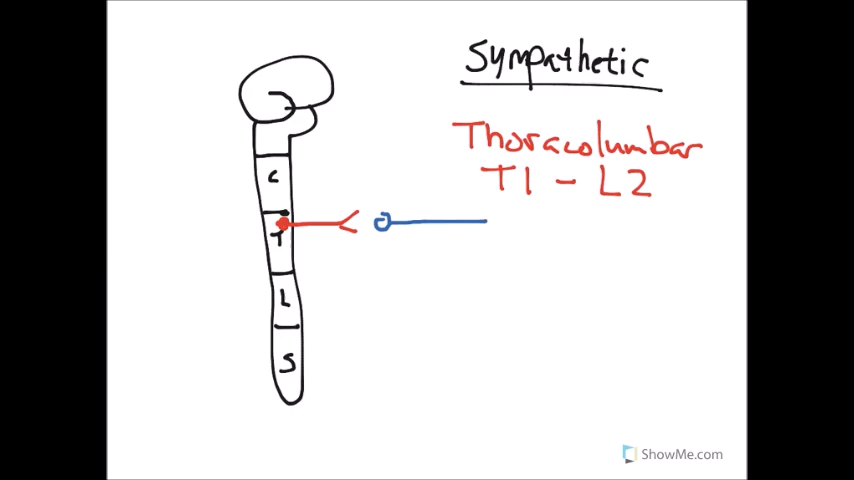 Sympathetic
Thoracolumbar
T1 - L2
C
T
L
S
ShowMe.com